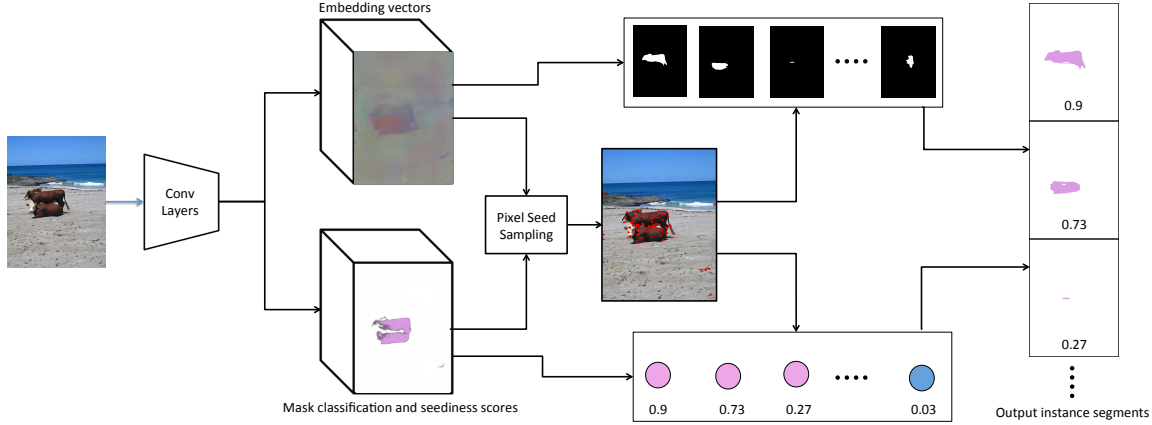 Embedding vectors
Conv
Layers
Pixel Seed
Sampling
Mask classification and seediness scores
0.9
0.73
0.27
0.03
0.9
0.73
0.27
Output instance segments